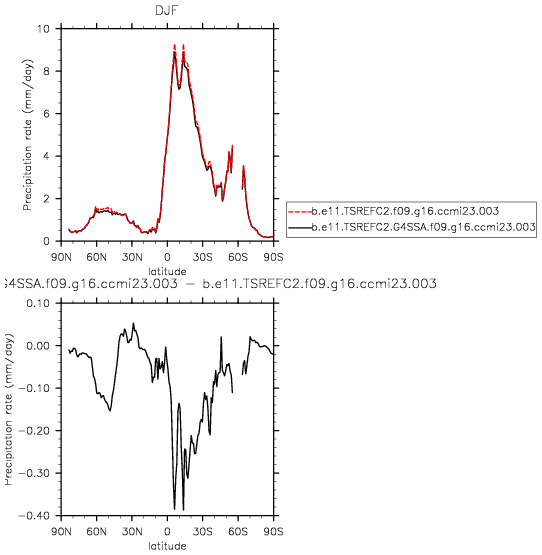 DJF
Precipitation rate (mm/day)
10
8
6
4
2
0
90N 60N 30N 0 30S 60S 90S
latitude
b.e11.TSREFC2.f09.g16.ccmi23.003
b.e11.TSREFC2.G4SSA.f09.g16.ccmi23.003
G4SSA.f09.g16.ccmi23.003 − b.e11.TSREFC2.f09.g16.ccmi23.003
Precipitation rate (mm/day)
0.10
0.00
−0.10
−0.20
−0.30
−0.40
90N 60N 30N 0 30S 60S 90S
latitude